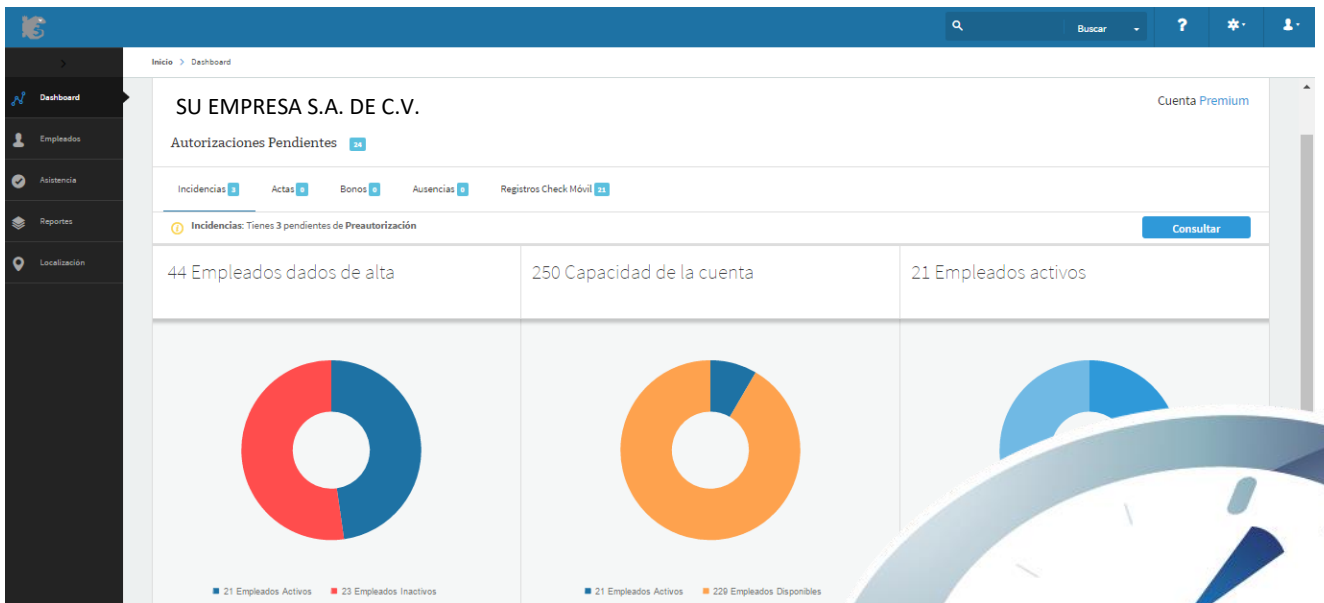 Buscar
?
Inicio > Dashboard
Dashboard
Empleados
Asistencia
Reportes
Localización
SU EMPRESA S.A. DE C.V.
Cuenta Premium
Autorizaciones Pendientes 24
Incidencias 3 Actas 0 Bonos 0 Ausencias 0 Registros Check Móvil 21
Incidencias: Tienes 3 pendientes de Preautorización
Consultar
44 Empleados dados de alta
250 Capacidad de la cuenta
21 Empleados activos
21 Empleados Activos 23 Empleados Inactivos
21 Empleados Activos 229 Empleados Disponibles